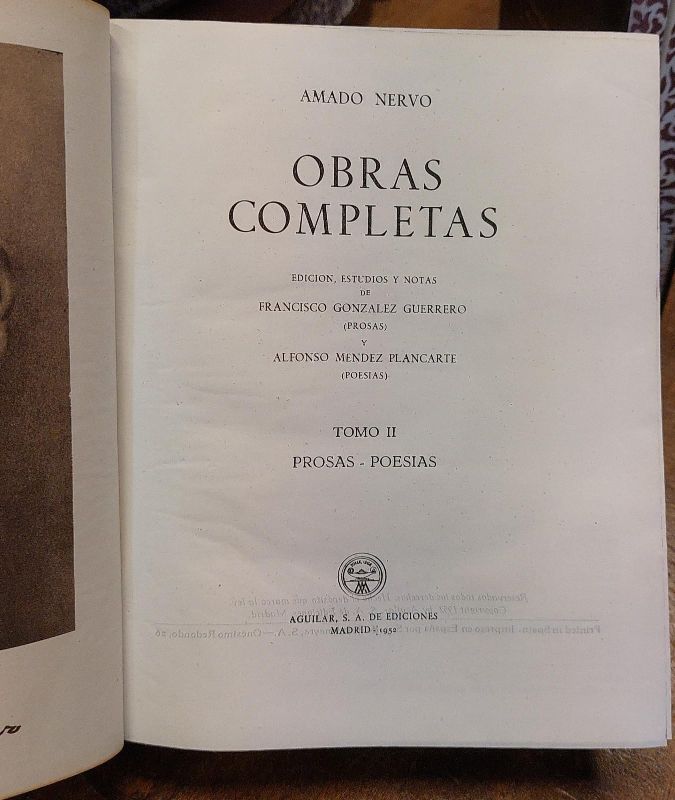 AMADO NERVO
OBRAS
COMPLETAS
EDICION, ESTUDIOS Y NOTAS
DE
FRANCISCO GONZALEZ GUERRERO
(PROSAS)
Y
ALFONSO MENDEZ PLANCARTE
(POESIAS)
TOMO II
PROSAS - POESIAS
AGUILAR, S. A. DE EDICIONES
MADRID - 1952